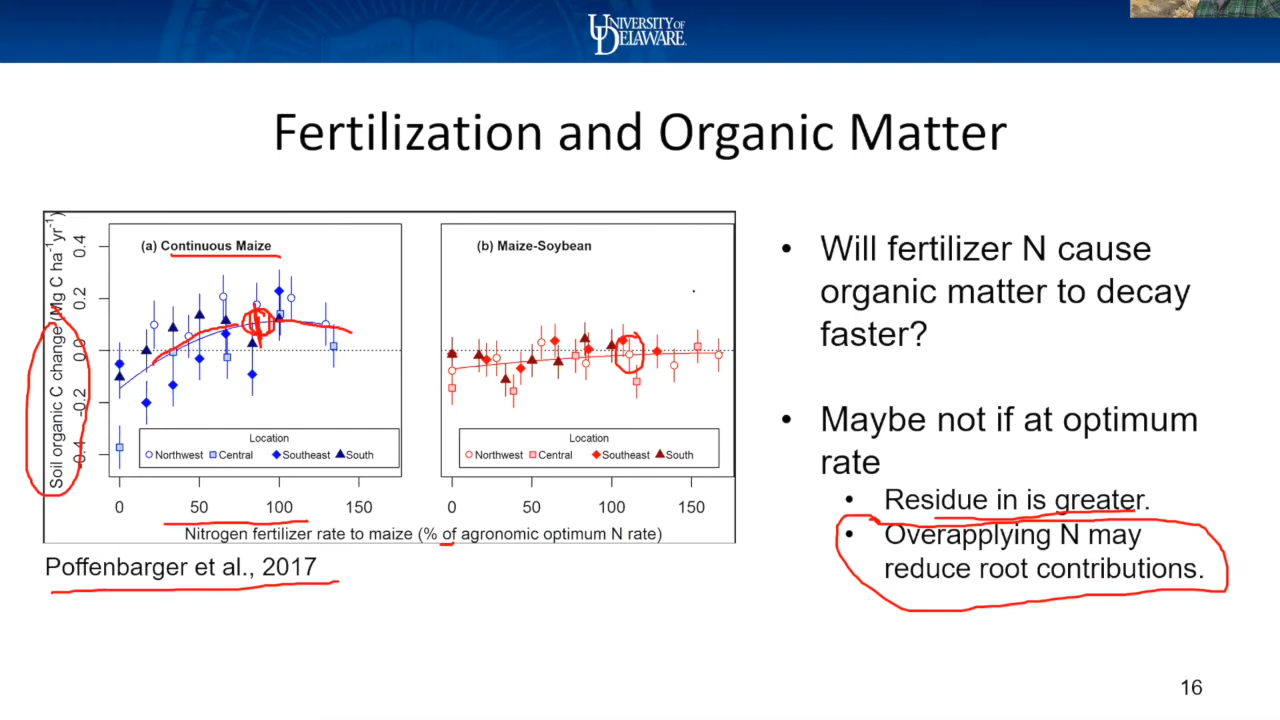 UNIVERSITY OF
DELAWARE
Fertilization and Organic Matter
Soil organic C change (Mg C ha⁻¹yr⁻¹)
0.4
0.2
0.0
-0.2
-0.4
(a) Continuous Maize
Location
Northwest Central Southeast South
0 50 100 150
(b) Maize-Soybean
Location
Northwest Central Southeast South
0 50 100 150
Nitrogen fertilizer rate to maize (% of agronomic optimum N rate)
Poffenbarger et al., 2017
• Will fertilizer N cause
organic matter to decay
faster?
• Maybe not if at optimum
rate
• Residue in is greater.
• Overapplying N may
reduce root contributions.
16